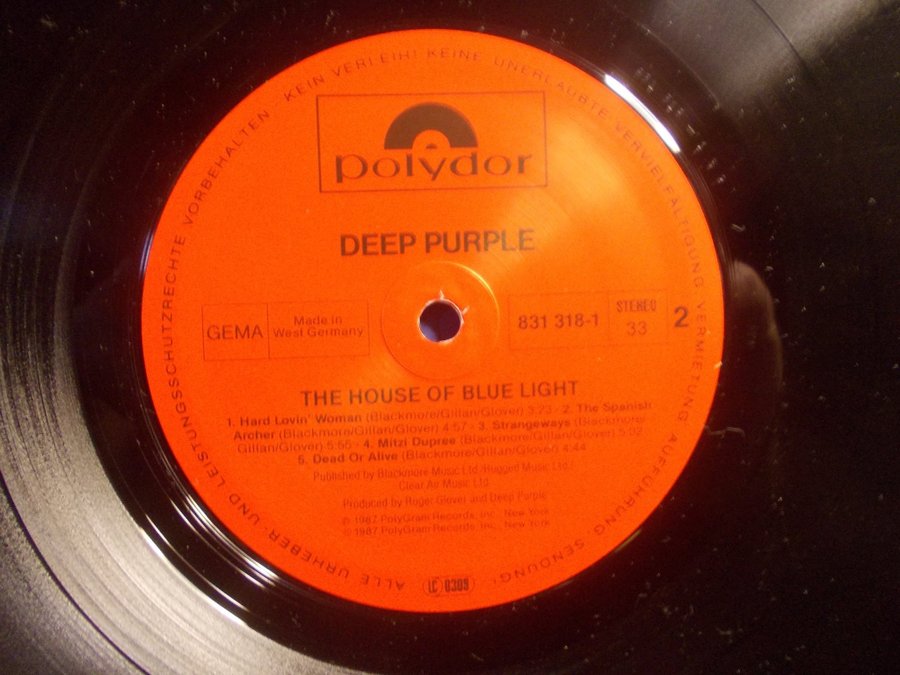 ALLE URHEBER- UND LEISTUNGSSCHUTZRECHTE VORBEHALTEN · KEIN VERLEIH! KEINE UNERLAUBTE VERVIELFÄLTIGUNG · VERMIETUNG · AUFFÜHRUNG · SENDUNG!
polydor
DEEP PURPLE
GEMA
Made in
West Germany
831 318-1
STEREO
33
2
THE HOUSE OF BLUE LIGHT
1. Hard Lovin' Woman (Blackmore/Gillan/Glover) 3:23 · 2. The Spanish
Archer (Blackmore/Gillan/Glover) 4:57 · 3. Strangeways (Blackmore/
Gillan/Glover) 5:56 · 4. Mitzi Dupree (Blackmore/Gillan/Glover) 5:02
5. Dead Or Alive (Blackmore/Gillan/Glover) 4:44
Published by Blackmore Music Ltd./Rugged Music Ltd./
Clear Air Music Ltd.
Produced by Roger Glover and Deep Purple
℗ 1987 PolyGram Records, Inc., New York
© 1987 PolyGram Records, Inc., New York
LC 0309